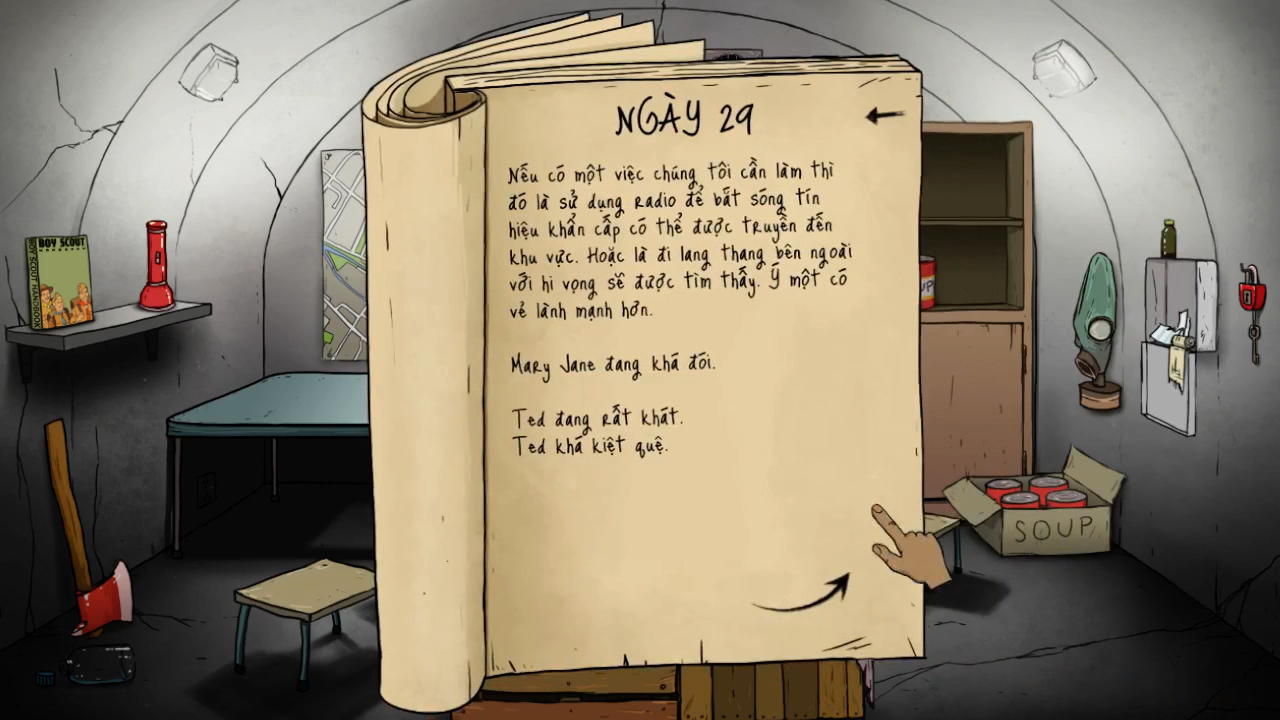 NGÀY 29
Nếu có một việc chúng tôi cần làm thì
đó là sử dụng radio để bắt sóng tín
hiệu khẩn cấp có thể được truyền đến
khu vực. Hoặc là đi lang thang bên ngoài
với hi vọng sẽ được tìm thấy. Ý một có
vẻ lành mạnh hơn.
Mary Jane đang khá đói.
Ted đang rất khát.
Ted khá kiệt quệ.
BOY SCOUT
BOY SCOUT HANDBOOK
UP
SOUP